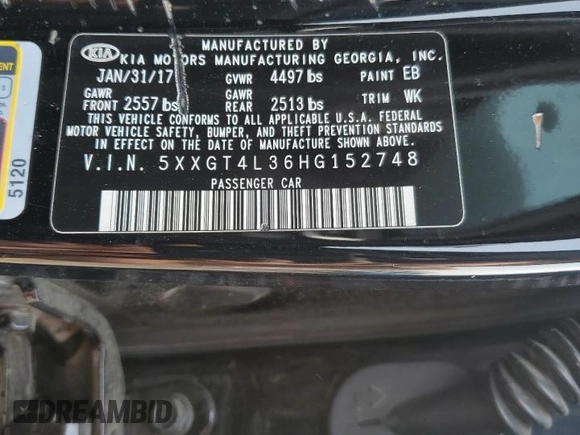 KIA
MANUFACTURED BY
KIA MOTORS MANUFACTURING GEORGIA, INC.
JAN/31/17 GVWR 4497 lbs PAINT EB
GAWR FRONT 2557 lbs GAWR REAR 2513 lbs TRIM WK
THIS VEHICLE CONFORMS TO ALL APPLICABLE U.S.A. FEDERAL
MOTOR VEHICLE SAFETY, BUMPER, AND THEFT PREVENTION STANDARDS
IN EFFECT ON THE DATE OF MANUFACTURE SHOWN ABOVE.
V.I.N. 5XXGT4L36HG152748
PASSENGER CAR
5120
DREAMBID